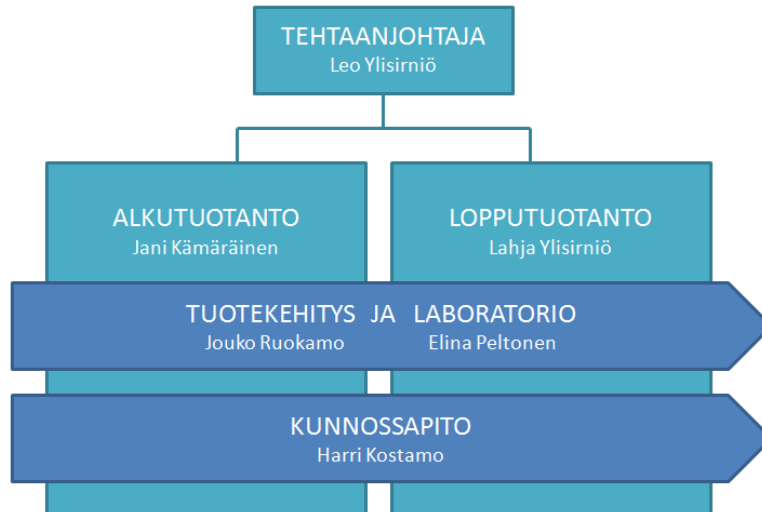 TEHTAANJOHTAJA
Leo Ylisirniö
ALKUTUOTANTO
Jani Kämäräinen
LOPPUTUOTANTO
Lahja Ylisirniö
TUOTEKEHITYS JA LABORATORIO
Jouko Ruokamo Elina Peltonen
KUNNOSSAPITO
Harri Kostamo